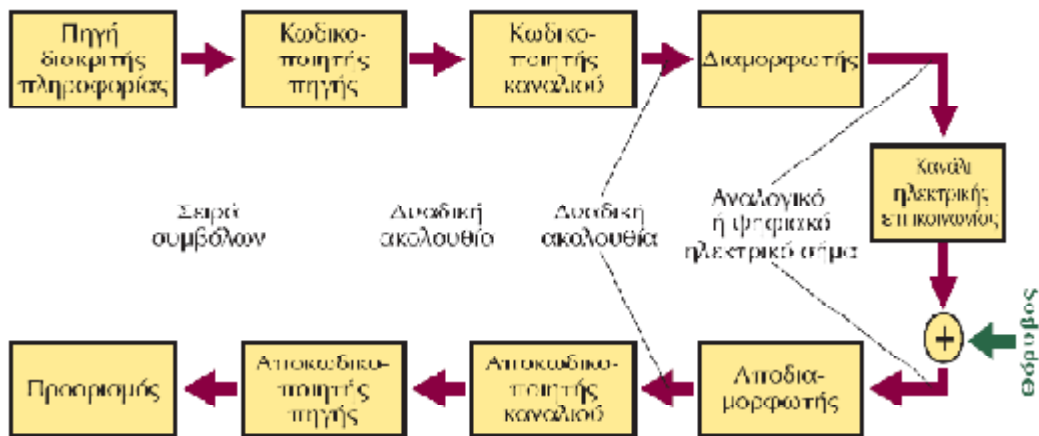 Πηγή
διακριτής
πληροφορίας
Κωδικο-
ποιητής
πηγής
Κωδικο-
ποιητής
καναλιού
Διαμορφωτής
Κανάλι
ηλεκτρικής
επικοινωνίας
Σειρά
συμβόλων
Δυαδική
ακολουθία
Δυαδική
ακολουθία
Αναλογικό
ή ψηφιακό
ηλεκτρικό σήμα
+
Θόρυβος
Προορισμός
Αποκωδικο-
ποιητής
πηγής
Αποκωδικο-
ποιητής
καναλιού
Αποδια-
μορφωτής